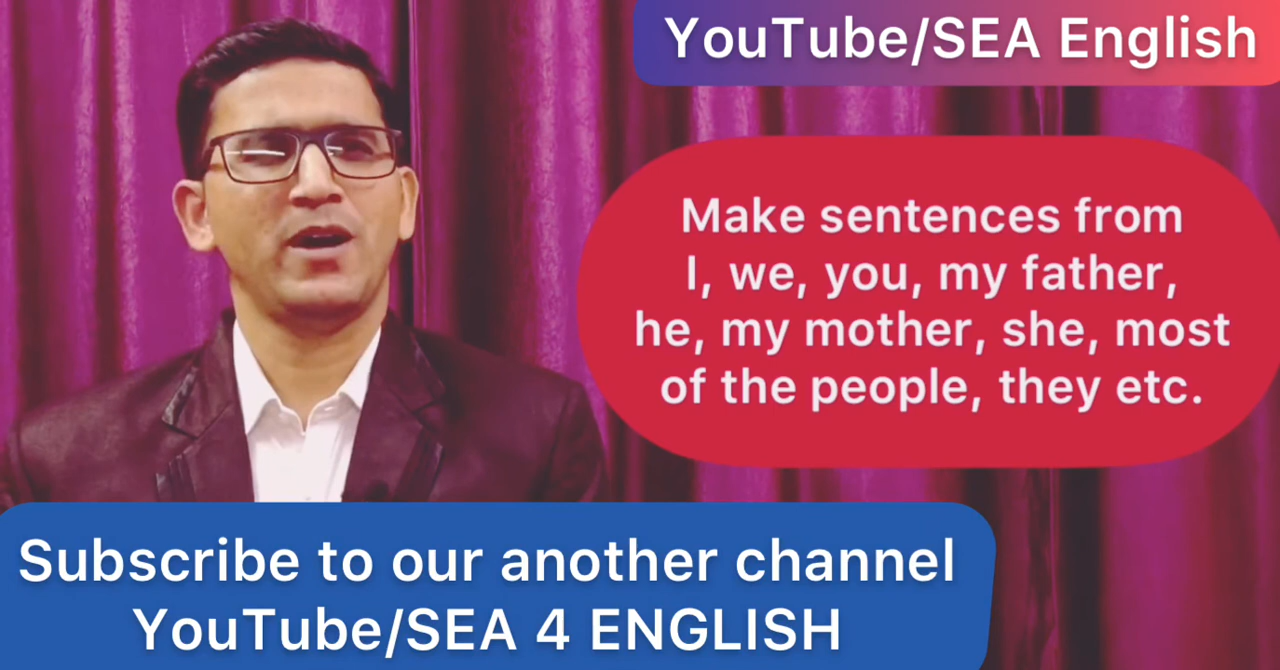 YouTube/SEA English
Make sentences from
I, we, you, my father,
he, my mother, she, most
of the people, they etc.
Subscribe to our another channel
YouTube/SEA 4 ENGLISH